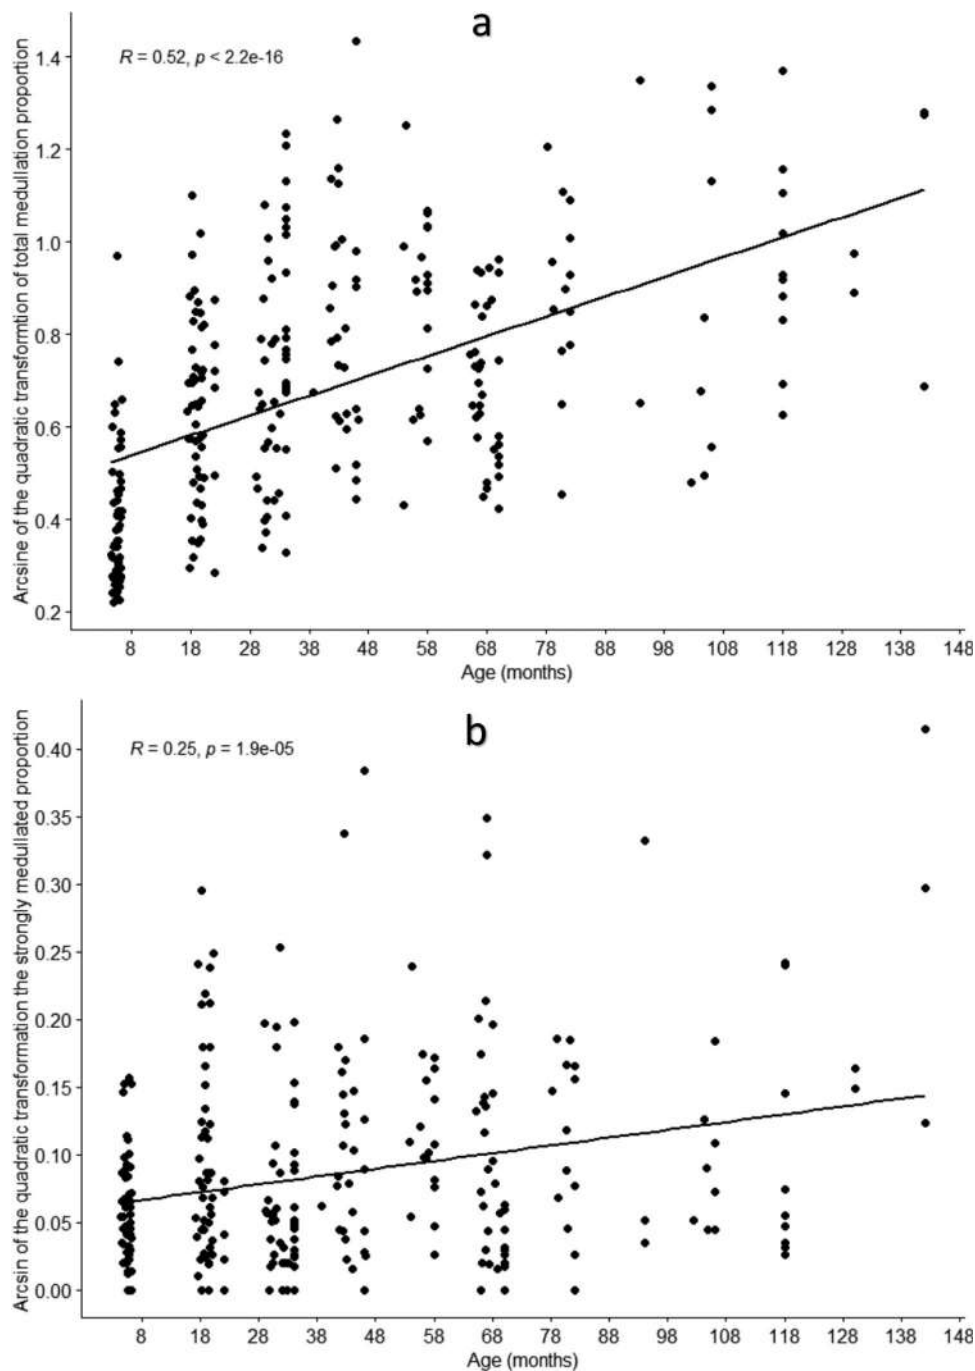 a
R = 0.52, p < 2.2e-16
Arcsine of the quadratic transformtion of total medullation proportion
1.4
1.2
1.0
0.8
0.6
0.4
0.2
8 18 28 38 48 58 68 78 88 98 108 118 128 138 148
Age (months)
b
R = 0.25, p = 1.9e-05
Arcsin of the quadratic transformation the strongly medullated proportion
0.40
0.35
0.30
0.25
0.20
0.15
0.10
0.05
0.00
8 18 28 38 48 58 68 78 88 98 108 118 128 138 148
Age (months)